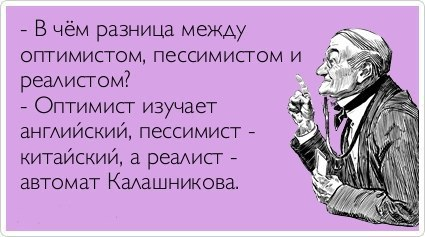 - В чём разница между
оптимистом, пессимистом и
реалистом?
- Оптимист изучает
английский, пессимист -
китайский, а реалист -
автомат Калашникова.